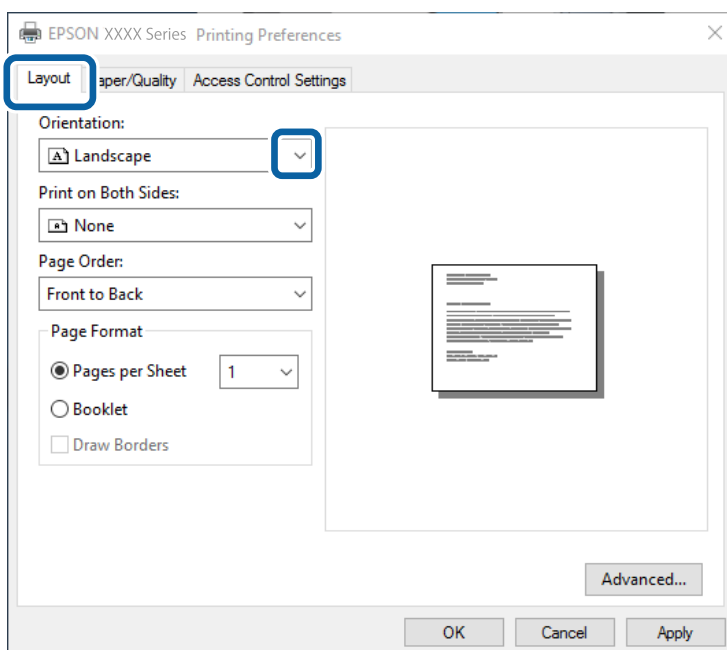 EPSON XXXX Series Printing Preferences
Layout
aper/Quality
Access Control Settings
Orientation:
Landscape
Print on Both Sides:
None
Page Order:
Front to Back
Page Format
Pages per Sheet
1
Booklet
Draw Borders
Advanced...
OK
Cancel
Apply